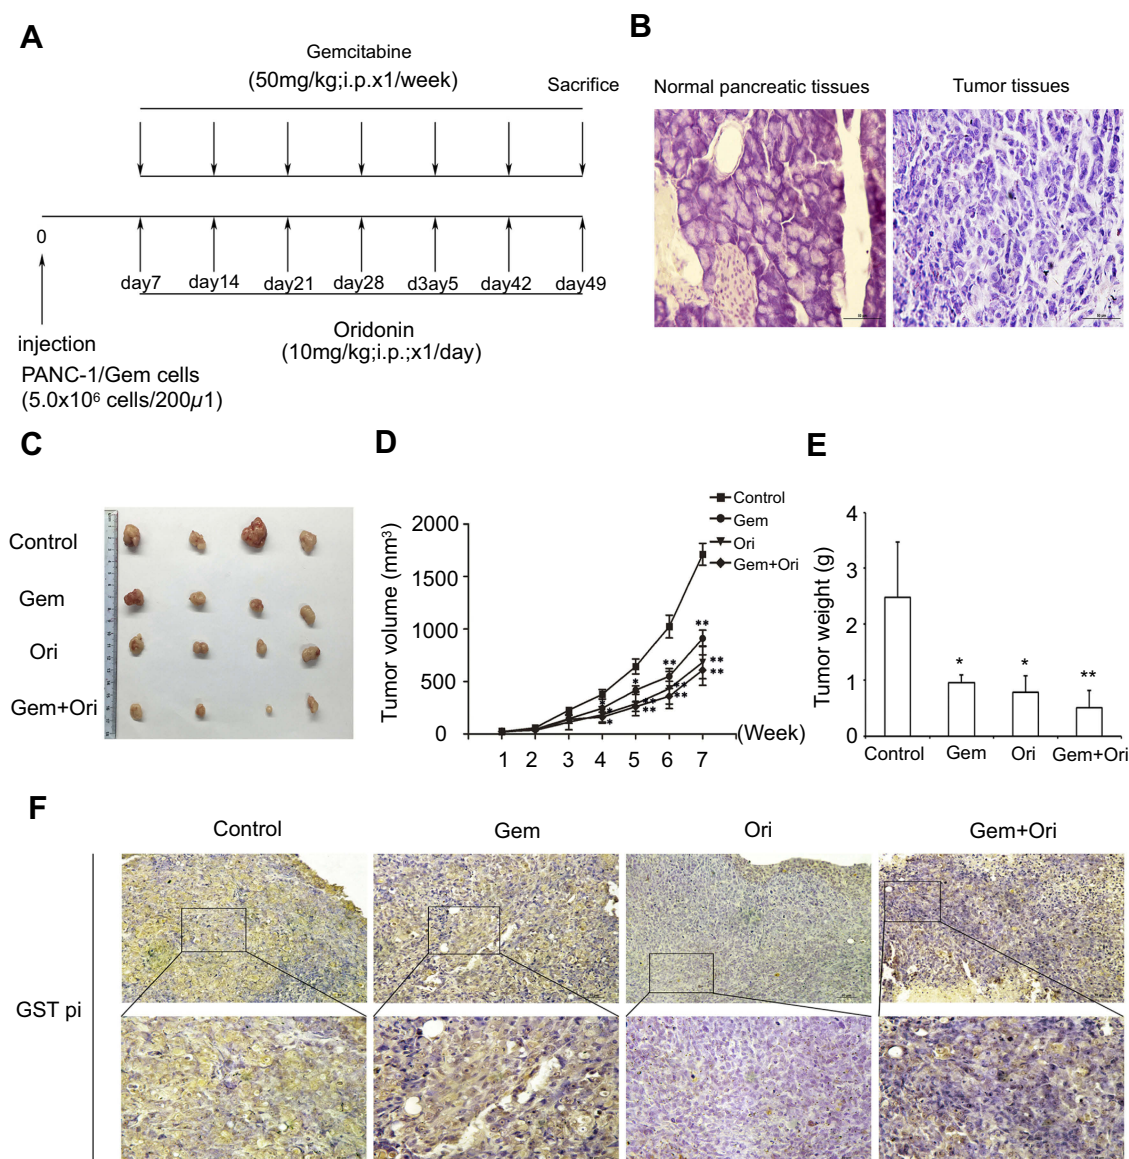 A
Gemcitabine
(50mg/kg;i.p.x1/week)
Sacrifice
0
day7 day14 day21 day28 d3ay5 day42 day49
injection
PANC-1/Gem cells
(5.0x10⁶ cells/200µ1)
Oridonin
(10mg/kg;i.p.;x1/day)
B
Normal pancreatic tissues
Tumor tissues
C
Control
Gem
Ori
Gem+Ori
D
Control
Gem
Ori
Gem+Ori
Tumor volume (mm³)
2000
1500
1000
500
0
1 2 3 4 5 6 7
(Week)
** ** ** ** ** ** * ** ** * * *
E
Tumor weight (g)
4
3
2
1
0
* * **
Control Gem Ori Gem+Ori
F
Control Gem Ori Gem+Ori
GST pi